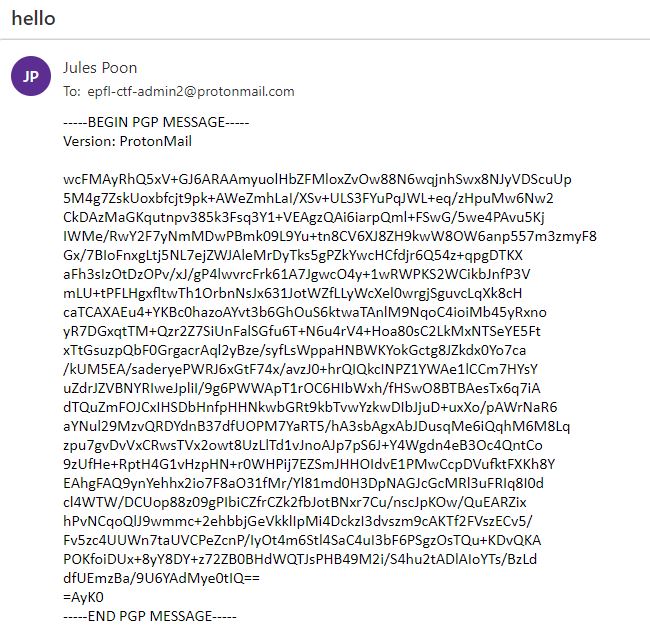 hello
JP
Jules Poon
To: epfl-ctf-admin2@protonmail.com
-----BEGIN PGP MESSAGE-----
Version: ProtonMail
wcFMAyRhQ5xV+GJ6ARAAmyuolHbZFMloxZvOw88N6wqjnhSwx8NJyVDScuUp
5M4g7ZskUoxbfcjt9pk+AWeZmhLaI/XSv+ULS3FYuPqJWL+eq/zHpuMw6Nw2
CkDAzMaGKqutnpv385k3Fsq3Y1+VEAgzQAi6iarpQml+FSwG/5we4PAvu5Kj
IWMe/RwY2F7yNmMDwPBmk09L9Yu+tn8CV6XJ8ZH9kwW8OW6anp557m3zmyF8
Gx/7BIoFnxgLtj5NL7ejZWJAleMrDyTks5gPZkYwcHCfdjr6Q54z+qpgDTKX
aFh3sIzOtDzOPv/xJ/gP4lwvrcFrk61A7JgwcO4y+1wRWPKS2WCikbJnfP3V
mLU+tPFLHgxfltwTh1OrbnNsJx631JotWZfLLyWcXel0wrgjSguvcLqXk8cH
caTCAXAEu4+YKBc0hazoAYvt3b6GhOuS6ktwaTAnlM9NqoC4ioiMb45yRxno
yR7DGxqtTM+Qzr2Z7SiUnFalSGfu6T+N6u4rV4+Hoa80sC2LkMxNTSeYE5Ft
xTtGsuzpQbF0GrgacrAql2yBze/syfLsWppaHNBWKYokGctg8JZkdx0Yo7ca
/kUM5EA/saderyePWRJ6xGtF74x/avzJ0+hrQIQkcINPZ1YWAe1lCCm7HYsY
uZdrJZVBNYRIweJpliI/9g6PWWApT1rOC6HIbWxh/fHSwO8BTBAesTx6q7iA
dTQuZmFOJCxIHSDbHnfpHHNkwbGRt9kbTvwYzkwDIbJjuD+uxXo/pAWrNaR6
aYNul29MzvQRDYdnB37dfUOPM7YaRT5/hA3sbAgxAbJDusqMe6iQqhM6M8Lq
zpu7gvDvVxCRwsTVx2owt8UzLlTd1vJnoAJp7pS6J+Y4Wgdn4eB3Oc4QntCo
9zUfHe+RptH4G1vHzpHN+r0WHPij7EZSmJHHOIdvE1PMwCcpDVufktFXKh8Y
EAhgFAQ9ynYehhx2io7F8aO31fMr/Yl81md0H3DpNAGJcGcMRl3uFRIq8I0d
cl4WTW/DCUop88z09gPIbiCZfrCZk2fbJotBNxr7Cu/nscJpKOw/QuEARZix
hPvNCqoQlJ9wmmc+2ehbbjGeVkklIpMi4DckzI3dvszm9cAKTf2FVszECv5/
Fv5zc4UUWn7taUVCPeZcnP/IyOt4m6Stl4SaC4uI3bF6PSgzOsTQu+KDvQKA
POKfoiDUx+8yY8DY+z72ZB0BHdWQTJsPHB49M2i/S4hu2tADlAIoYTs/BzLd
dfUEmzBa/9U6YAdMye0tIQ==
=AyK0
-----END PGP MESSAGE-----